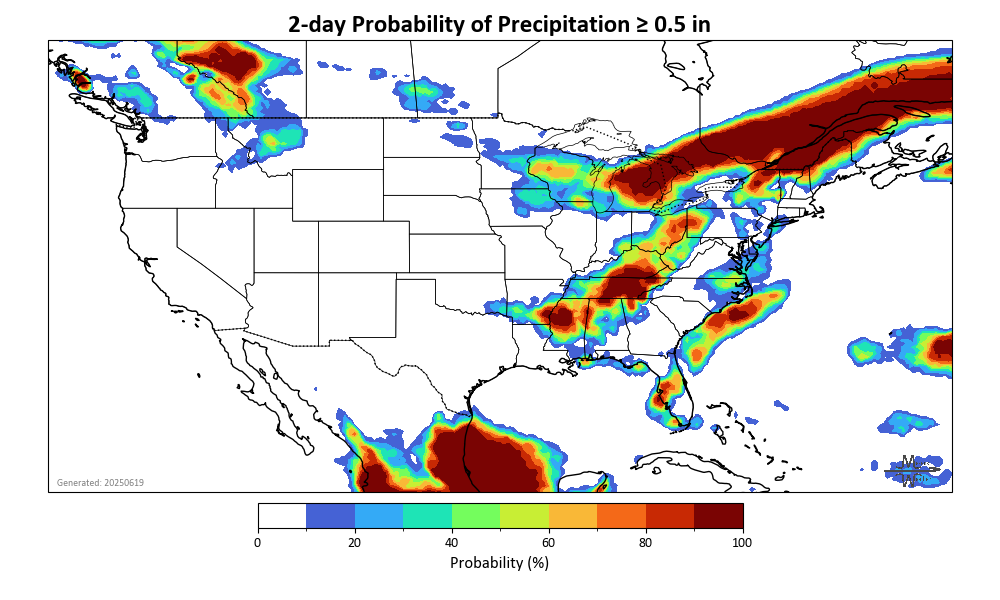 2-day Probability of Precipitation ≥ 0.5 in
Generated: 20250619
0 20 40 60 80 100
Probability (%)